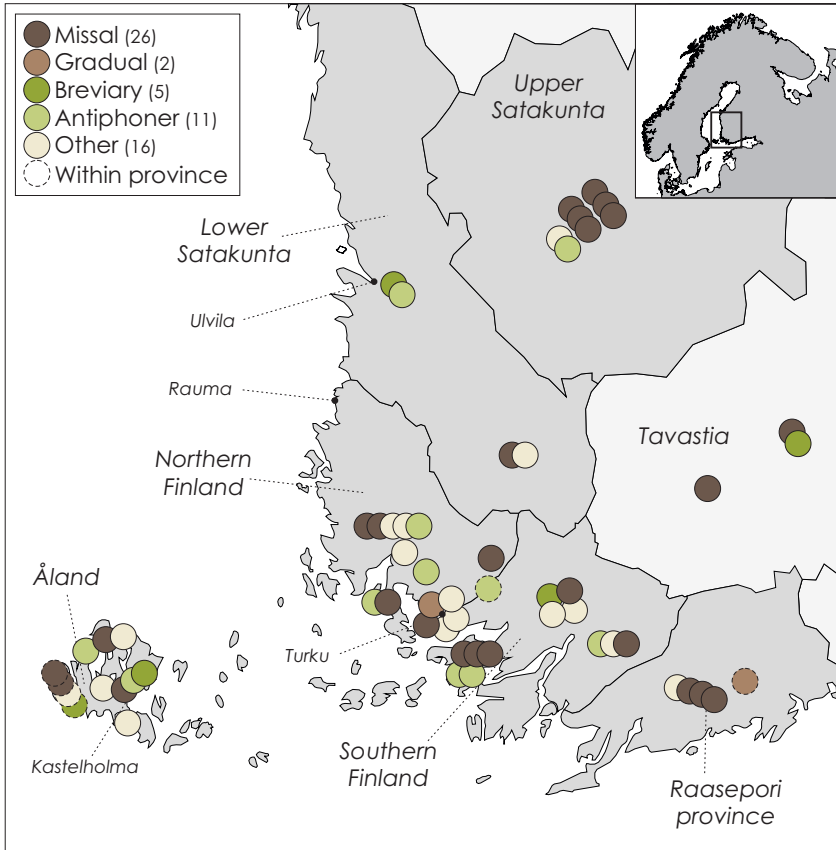 Missal (26)
Gradual (2)
Breviary (5)
Antiphoner (11)
Other (16)
Within province
Upper
Satakunta
Lower
Satakunta
Ulvila
Rauma
Tavastia
Northern
Finland
Åland
Turku
Kastelholma
Southern
Finland
Raasepori
province